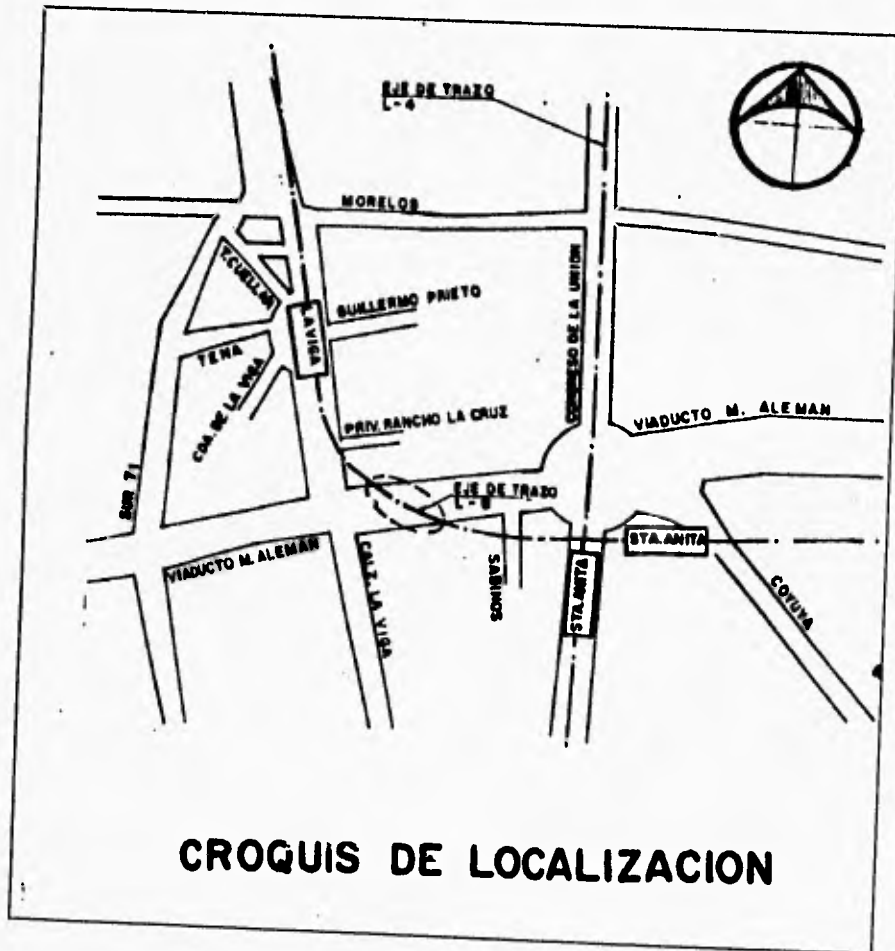 EJE DE TRAZO
L-4
MORELOS
T. CUELLAR
LA VIGA
GUILLERMO PRIETO
CONGRESO DE LA UNION
TENA
CDA. DE LA VIGA
PRIV. RANCHO LA CRUZ
VIADUCTO M. ALEMAN
SUR 71
EJE DE TRAZO
L-8
VIADUCTO M. ALEMAN
CALZ. LA VIGA
SABINOS
STA. ANITA
STA. ANITA
COYUYA
CROQUIS DE LOCALIZACION